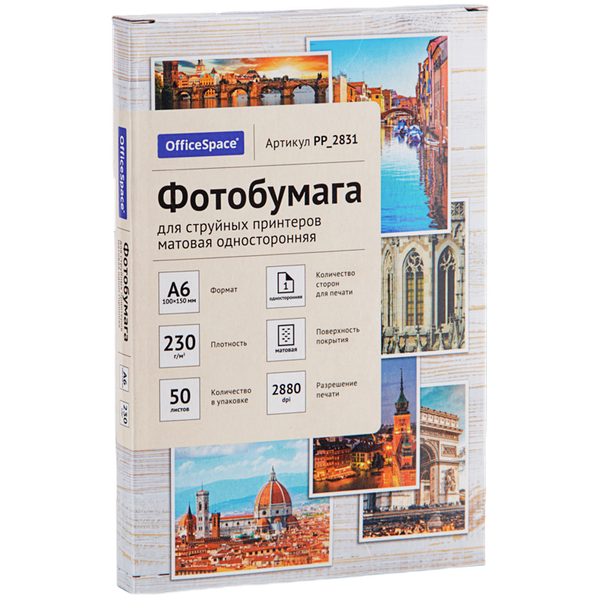 OfficeSpace®
Артикул PP_2831
Фотобумага
для струйных принтеров
матовая односторонняя
A6
100×150 мм
Формат
1
односторонняя
Количество
сторон
для печати
230
г/м²
Плотность
матовая
Поверхность
покрытия
50
листов
Количество
в упаковке
2880
dpi
Разрешение
печати
OfficeSpace®
Фотобумага
A6
230